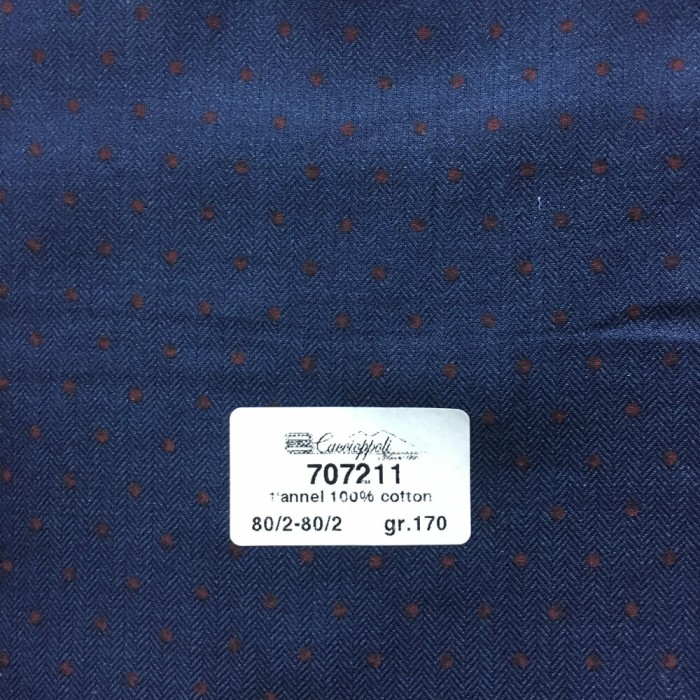 Caccioppoli
707211
flannel 100% cotton
80/2-80/2 gr.170